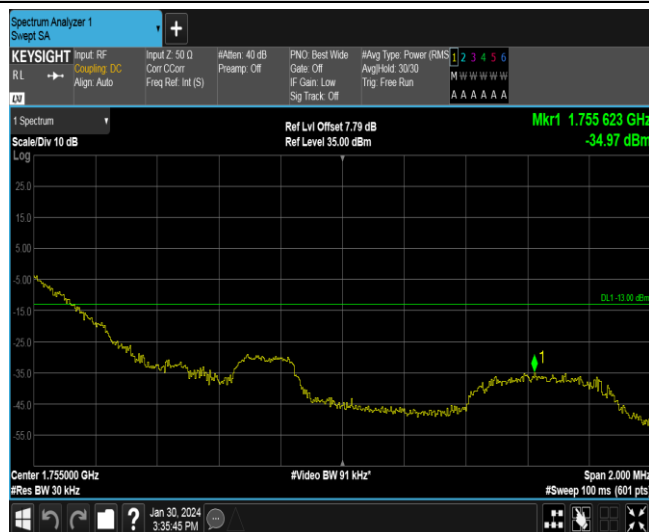 Spectrum Analyzer 1
Swept SA
+
KEYSIGHT
RL
LXI
Input: RF
Coupling: DC
Align: Auto
Input Z: 50 Ω
Corr CCorr
Freq Ref: Int (S)
#Atten: 40 dB
Preamp: Off
PNO: Best Wide
Gate: Off
IF Gain: Low
Sig Track: Off
#Avg Type: Power (RMS
Avg|Hold: 30/30
Trig: Free Run
1 2 3 4 5 6
M W W W W W
A A A A A A
1 Spectrum
Scale/Div 10 dB
Log
Ref Lvl Offset 7.79 dB
Ref Level 35.00 dBm
Mkr1 1.755 623 GHz
-34.97 dBm
25.0
15.0
5.00
-5.00
-15.0
-25.0
-35.0
-45.0
-55.0
DL1 -13.00 dBm
1
Center 1.755000 GHz
#Res BW 30 kHz
#Video BW 91 kHz*
Span 2.000 MHz
#Sweep 100 ms (601 pts)
?
Jan 30, 2024
3:35:45 PM